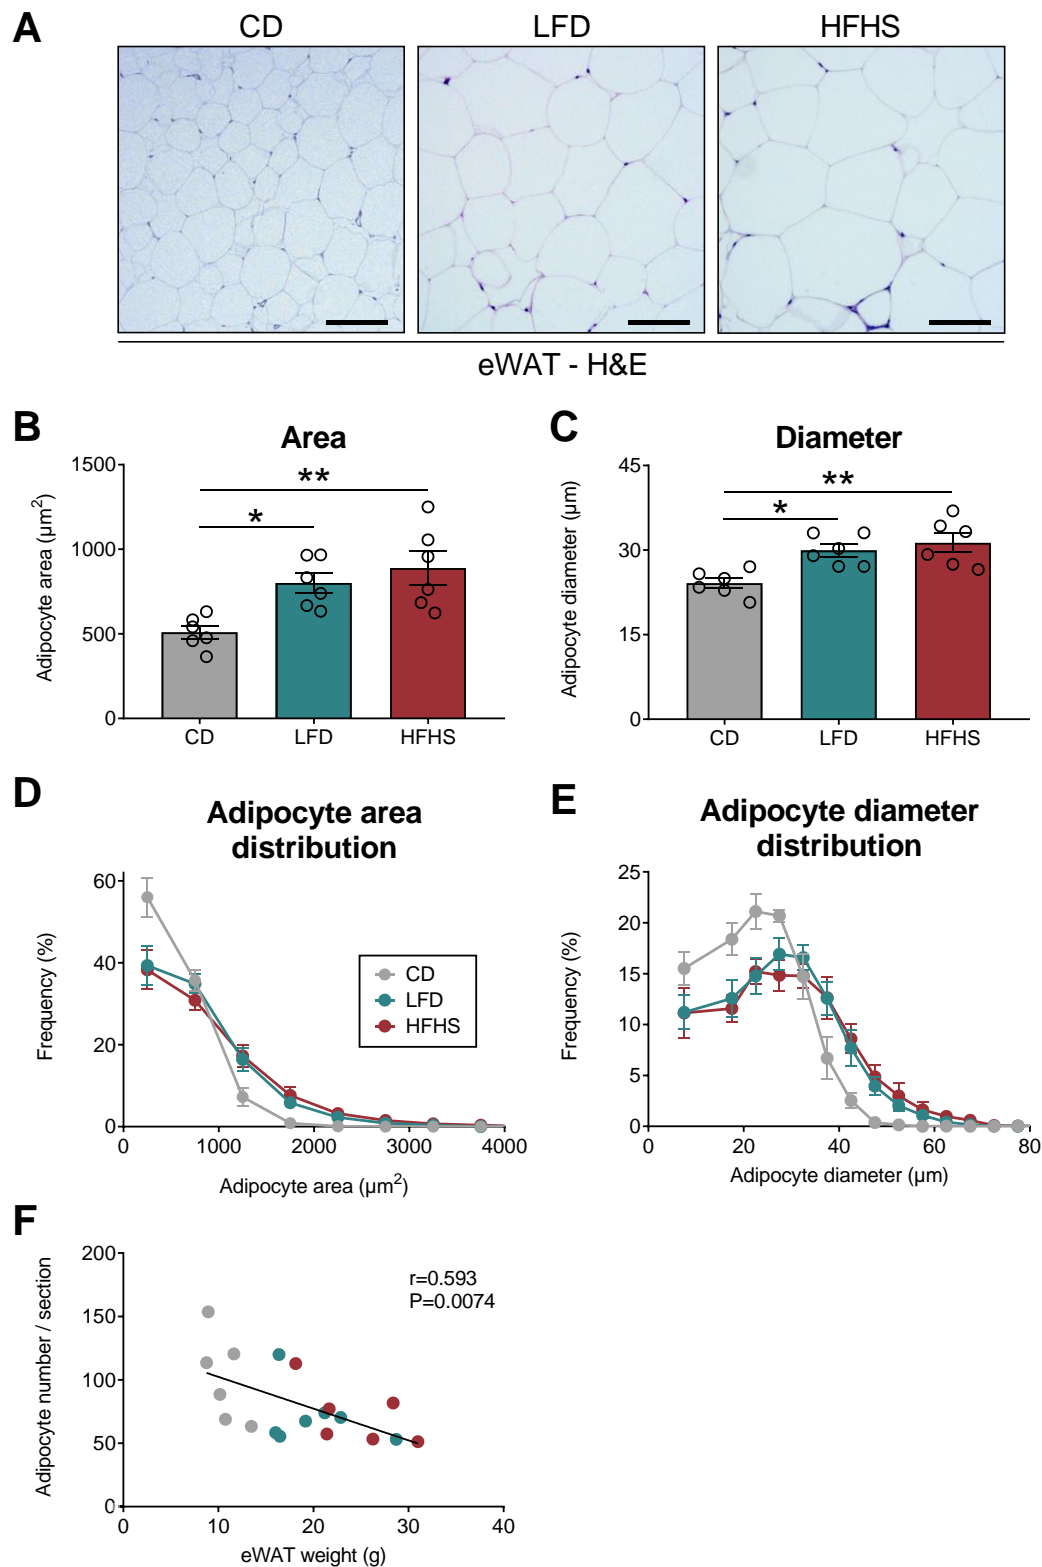 A
CD
LFD
HFHS
eWAT - H&E
B
Area
1500
1000
500
0
Adipocyte area (µm²)
**
*
CD
LFD
HFHS
C
Diameter
45
30
15
0
Adipocyte diameter (µm)
**
*
CD
LFD
HFHS
D
Adipocyte area
distribution
60
40
20
0
Frequency (%)
CD
LFD
HFHS
0
1000
2000
3000
4000
Adipocyte area (µm²)
E
Adipocyte diameter
distribution
25
20
15
10
5
0
Frequency (%)
0
20
40
60
80
Adipocyte diameter (µm)
F
200
150
100
50
0
Adipocyte number / section
r=0.593
P=0.0074
0
10
20
30
40
eWAT weight (g)